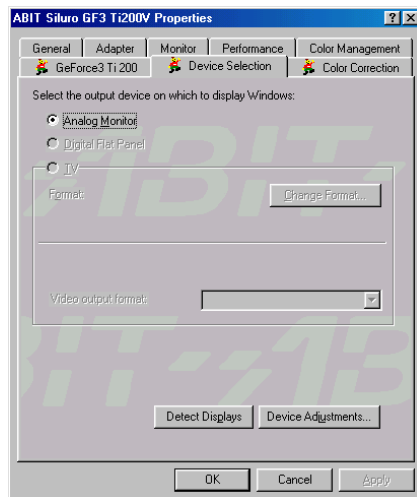 ABIT Siluro GF3 Ti200V Properties
General Adapter Monitor Performance Color Management
GeForce3 Ti 200 Device Selection Color Correction
Select the output device on which to display Windows:
Analog Monitor
Digital Flat Panel
TV
Format: Change Format...
Video output format:
Detect Displays Device Adjustments...
OK Cancel Apply